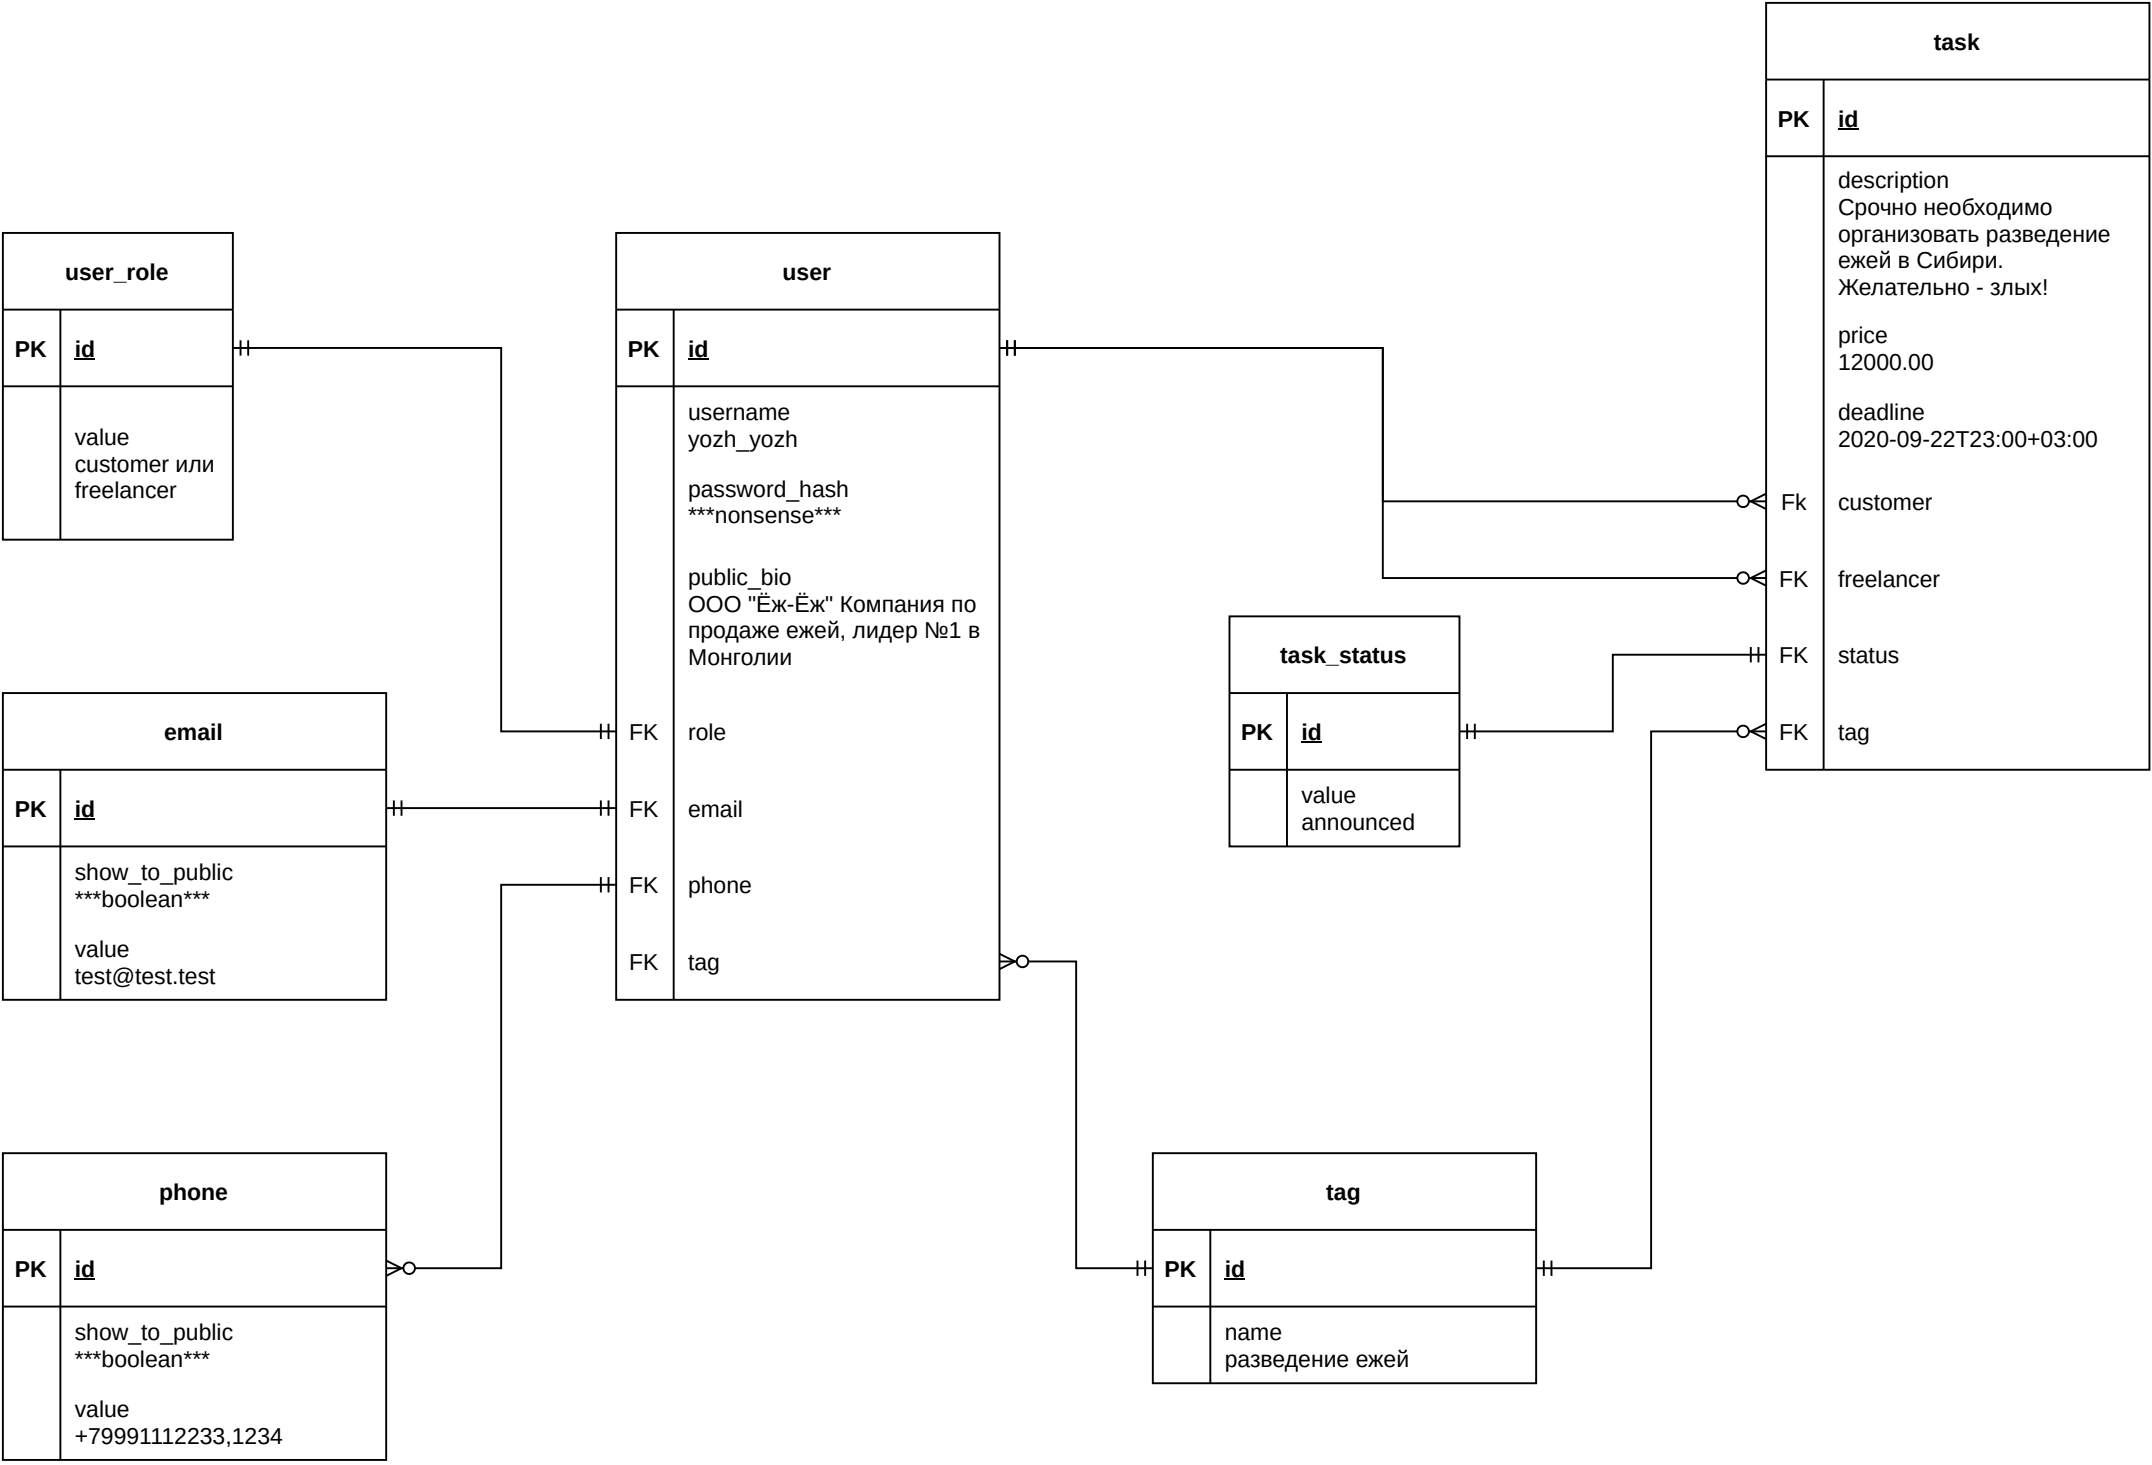 task
PK id
description
Срочно необходимо
организовать разведение
ежей в Сибири.
Желательно - злых!
price
12000.00
deadline
2020-09-22T23:00+03:00
Fk customer
FK freelancer
FK status
FK tag
user_role
PK id
value
customer или
freelancer
user
PK id
username
yozh_yozh
password_hash
***nonsense***
public_bio
ООО "Ёж-Ёж" Компания по
продаже ежей, лидер №1 в
Монголии
FK role
FK email
FK phone
FK tag
task_status
PK id
value
announced
email
PK id
show_to_public
***boolean***
value
test@test.test
phone
PK id
show_to_public
***boolean***
value
+79991112233,1234
tag
PK id
name
разведение ежей